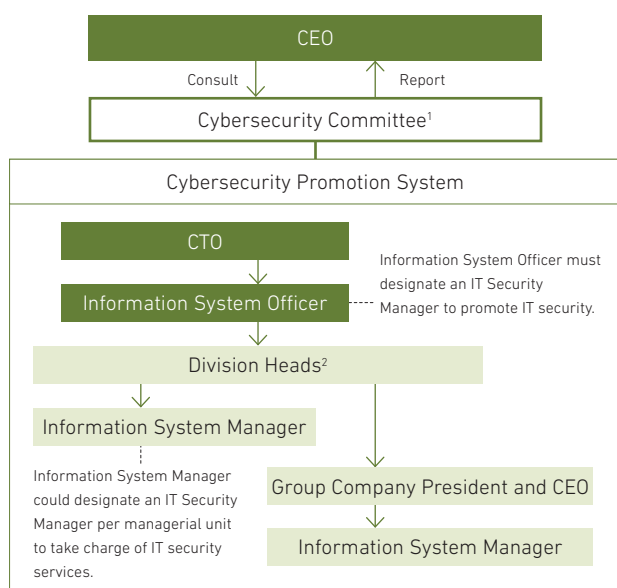 CEO
Consult
Report
Cybersecurity Committee¹
Cybersecurity Promotion System
CTO
Information System Officer must
designate an IT Security
Manager to promote IT security.
Information System Officer
Division Heads²
Information System Manager
Information System Manager
could designate an IT Security
Manager per managerial unit
to take charge of IT security
services.
Group Company President and CEO
Information System Manager